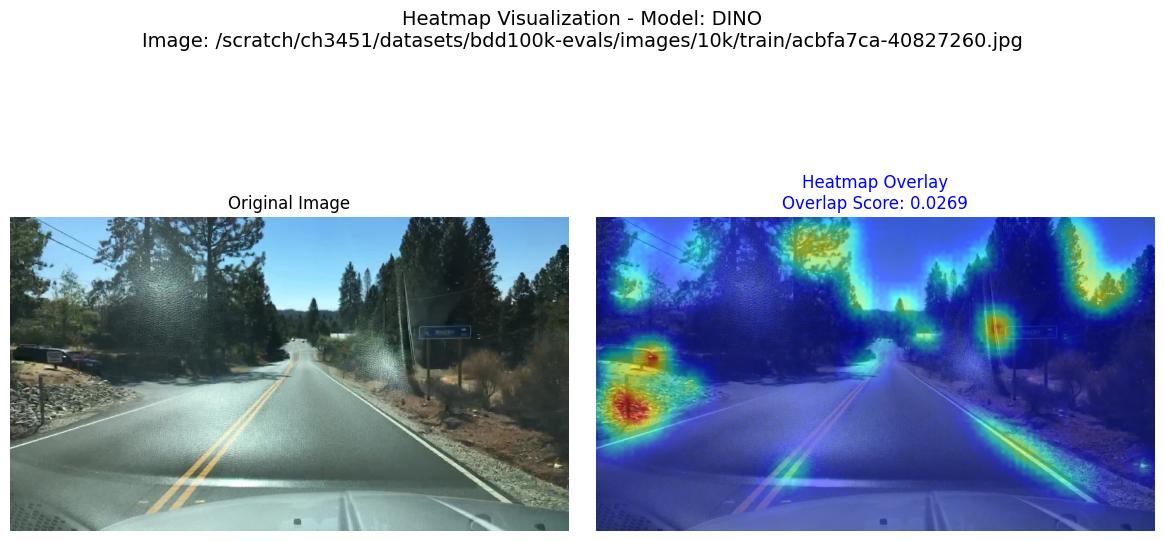 Heatmap Visualization - Model: DINO
Image: /scratch/ch3451/datasets/bdd100k-evals/images/10k/train/acbfa7ca-40827260.jpg
Original Image
Heatmap Overlay
Overlap Score: 0.0269